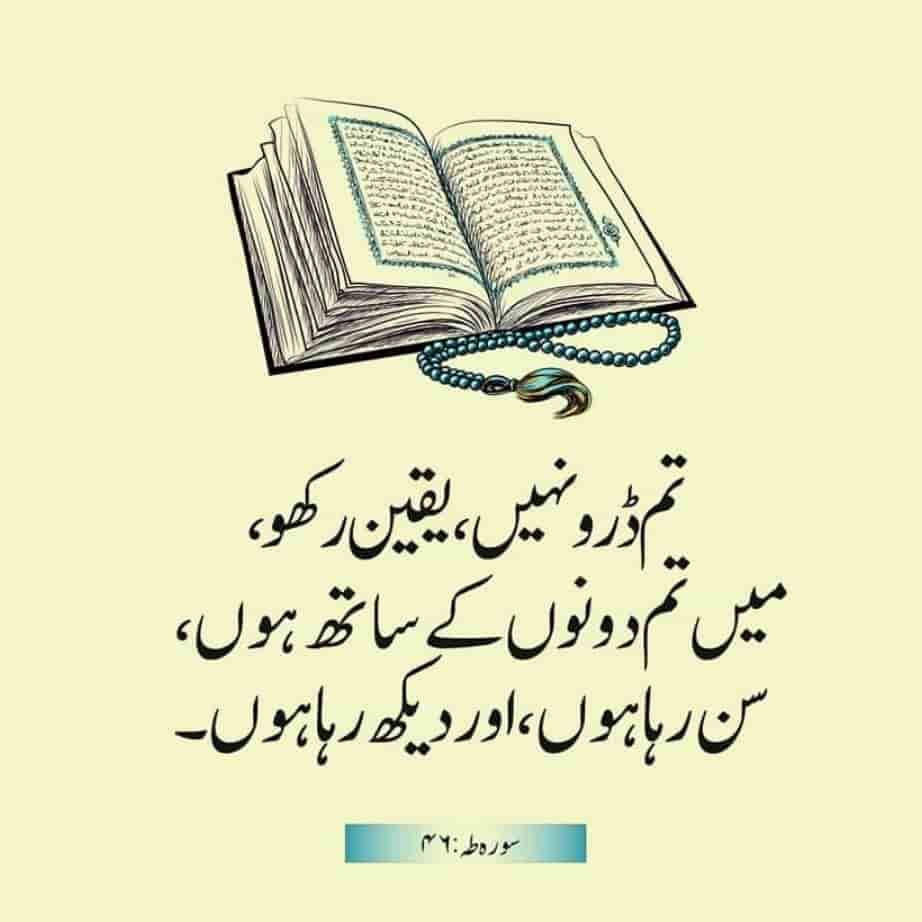 تم ڈرو نہیں، یقین رکھو،
میں تم دونوں کے ساتھ ہوں،
سن رہا ہوں، اور دیکھ رہا ہوں۔
سورہ طہ: ۴۶